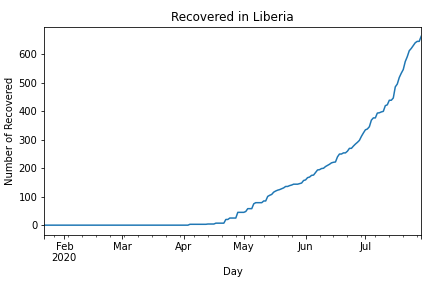 Recovered in Liberia
Number of Recovered
600
500
400
300
200
100
0
Feb
2020
Mar
Apr
May
Jun
Jul
Day